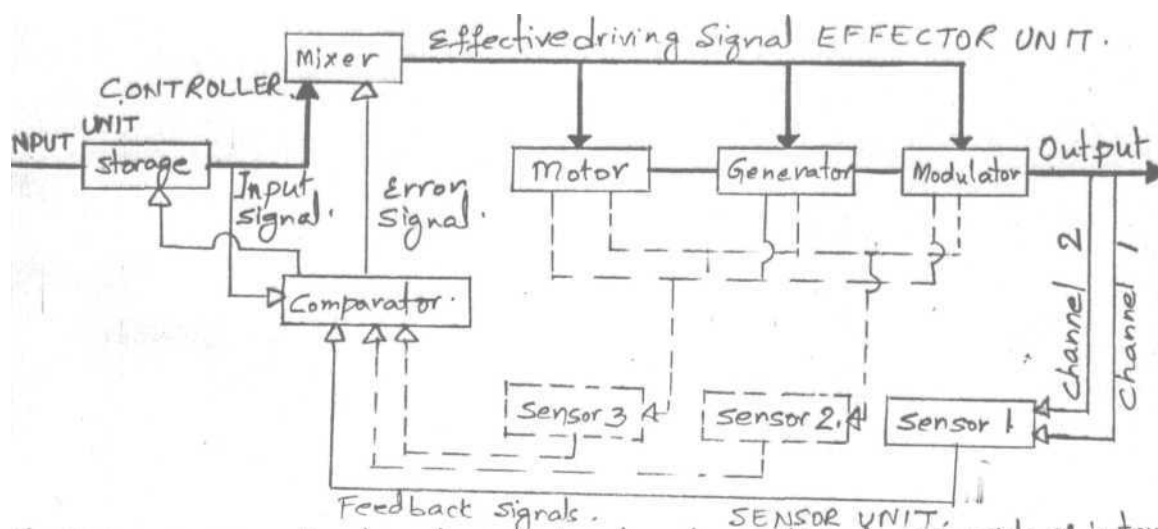 Effective driving Signal EFFECTOR UNIT.
Mixer
CONTROLLER.
NPUT UNIT
Storage
Motor
Generator
Modulator
Output
Input
Signal.
Error
Signal.
Comparator.
Channel 2
Channel 1
Sensor 3
Sensor 2.
Sensor 1
Feedback Signals.
SENSOR UNIT.